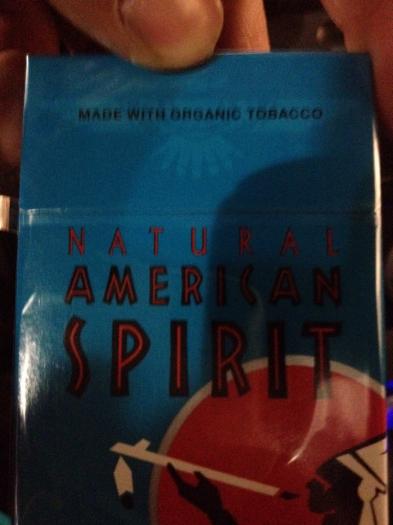 MADE WITH ORGANIC TOBACCO
NATURAL
AMERICAN
SPIRIT